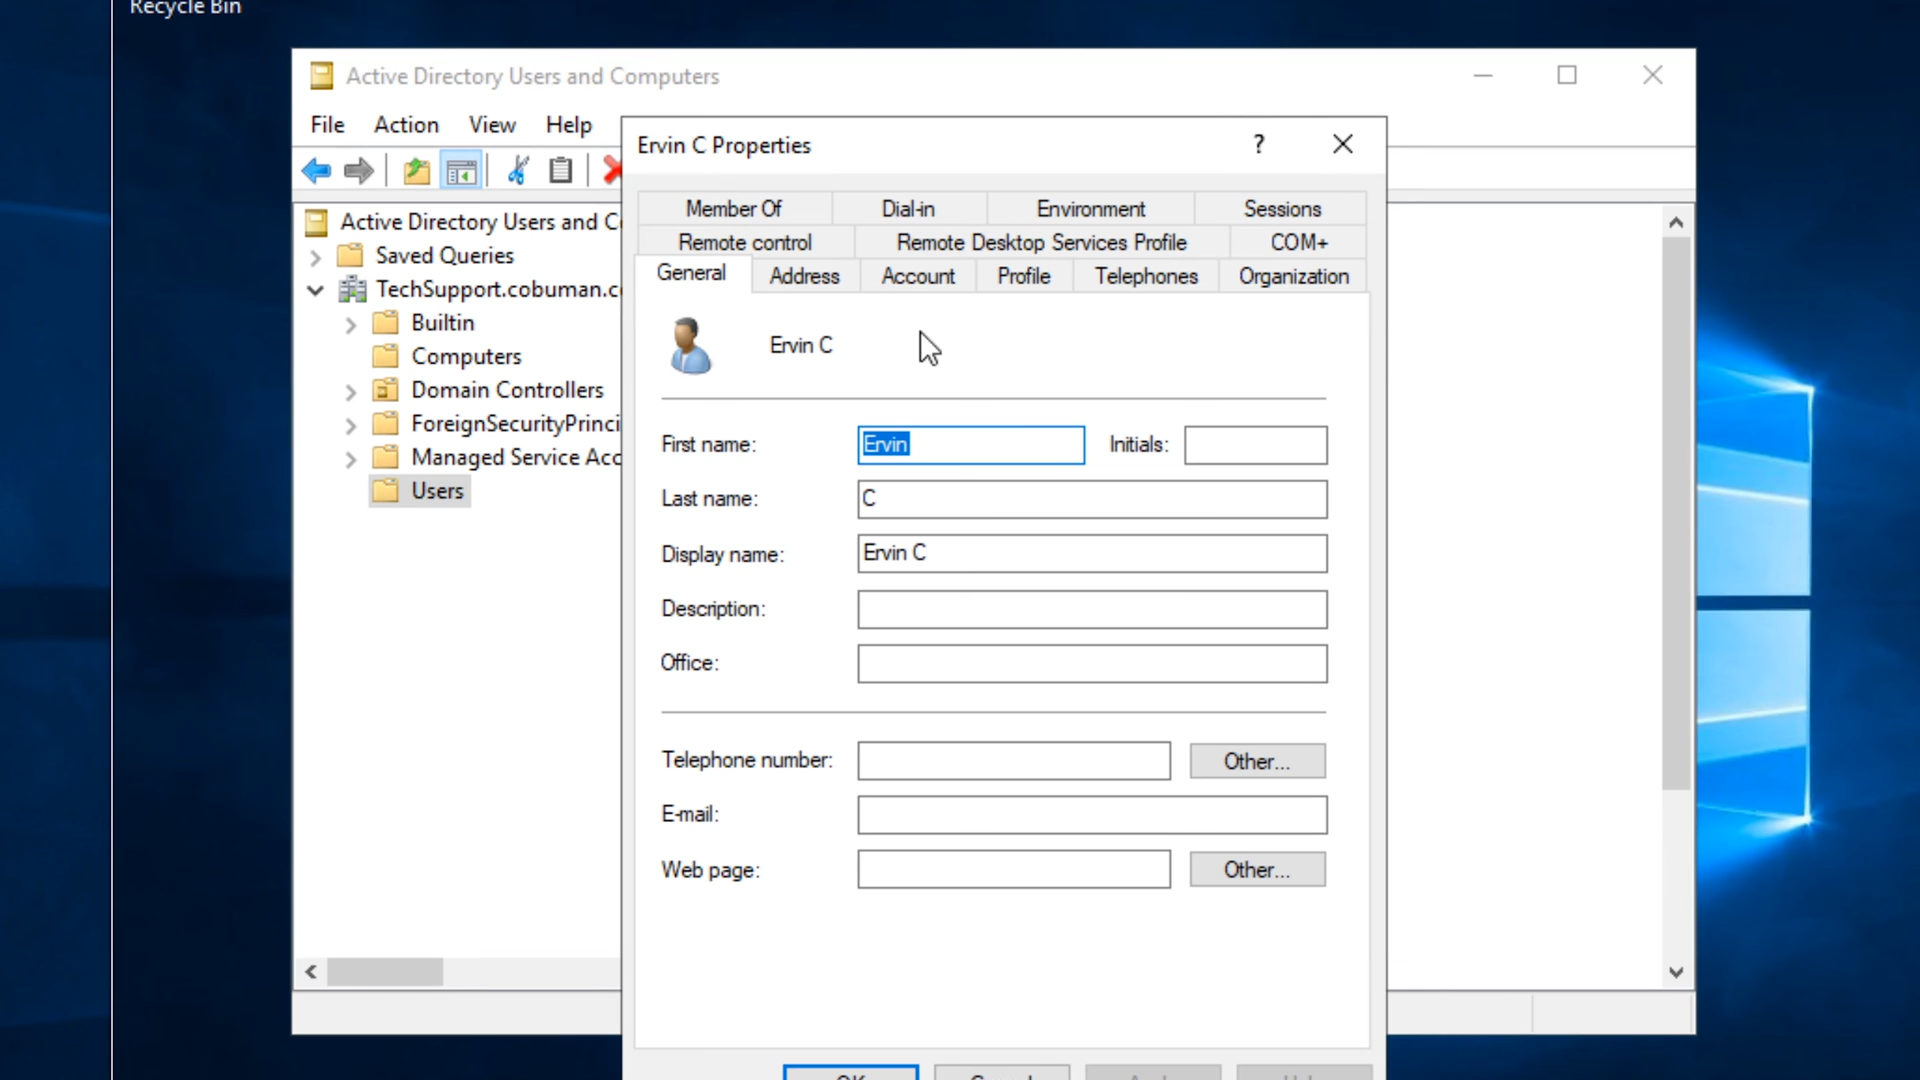 Recycle Bin
Active Directory Users and Computers
File Action View Help
Ervin C Properties
?
Member Of Dial-in Environment Sessions
Remote control Remote Desktop Services Profile COM+
General Address Account Profile Telephones Organization
Active Directory Users and C
Saved Queries
TechSupport.cobuman.c
Builtin
Computers
Domain Controllers
ForeignSecurityPrinci
Managed Service Acc
Users
Ervin C
First name: Ervin Initials:
Last name: C
Display name: Ervin C
Description:
Office:
Telephone number: Other...
E-mail:
Web page: Other...